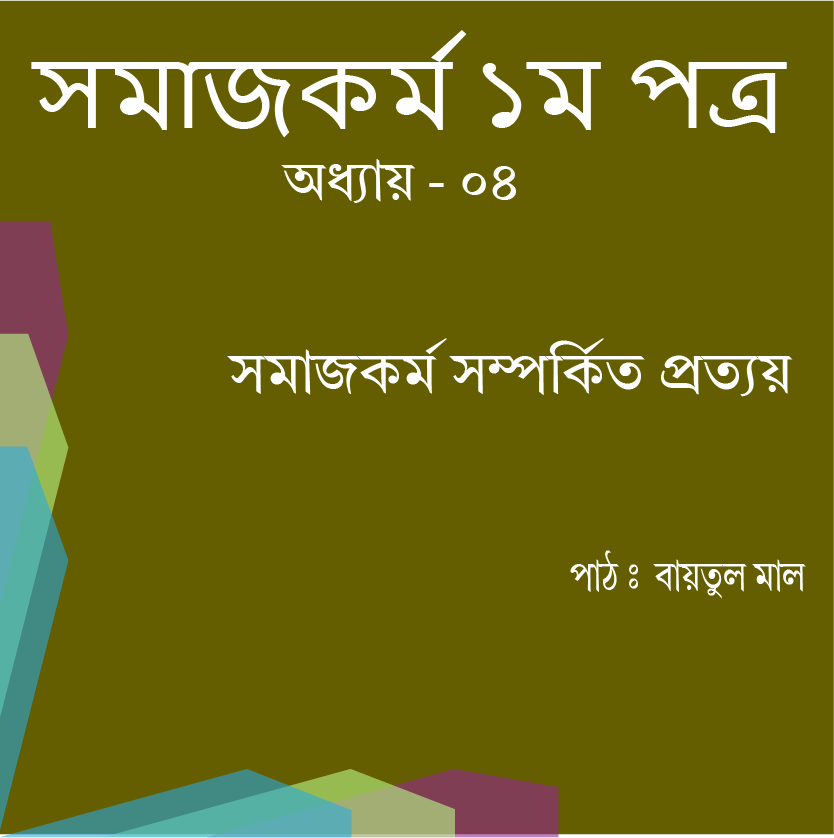 সমাজকর্ম ১ম পত্র
অধ্যায় - ০৪
সমাজকর্ম সম্পর্কিত প্রত্যয়
পাঠ ঃ বায়তুল মাল